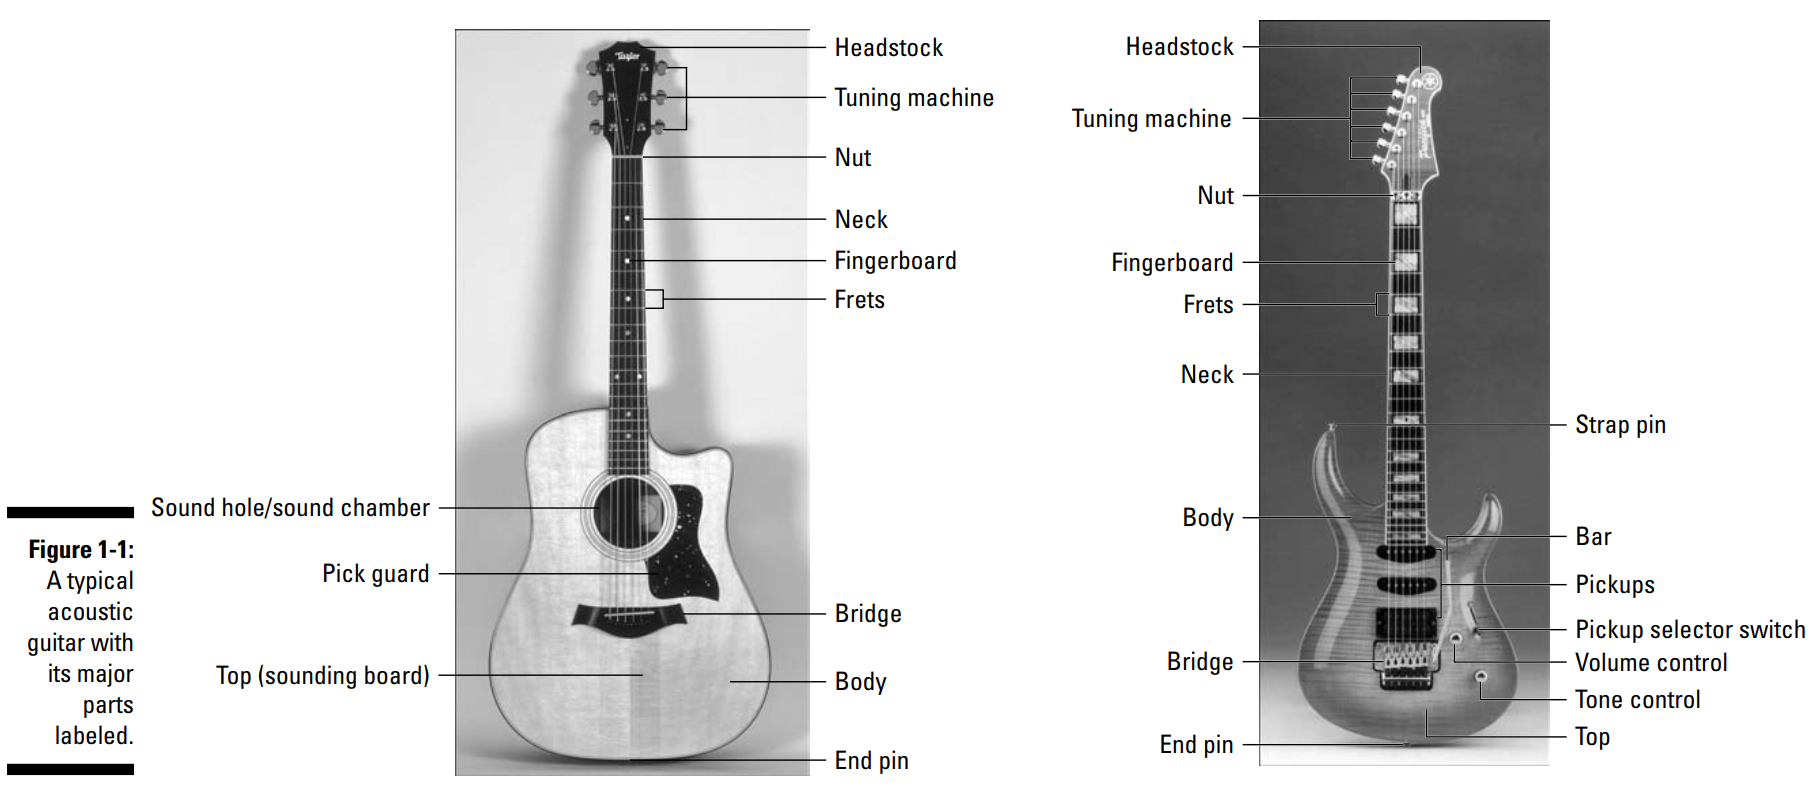 Headstock
Tuning machine
Nut
Neck
Fingerboard
Frets
Sound hole/sound chamber
Pick guard
Bridge
Top (sounding board)
Body
End pin
Figure 1-1:
A typical
acoustic
guitar with
its major
parts
labeled.
Taylor
Headstock
Tuning machine
Nut
Fingerboard
Frets
Neck
Strap pin
Body
Bar
Pickups
Pickup selector switch
Bridge
Volume control
Tone control
Top
End pin